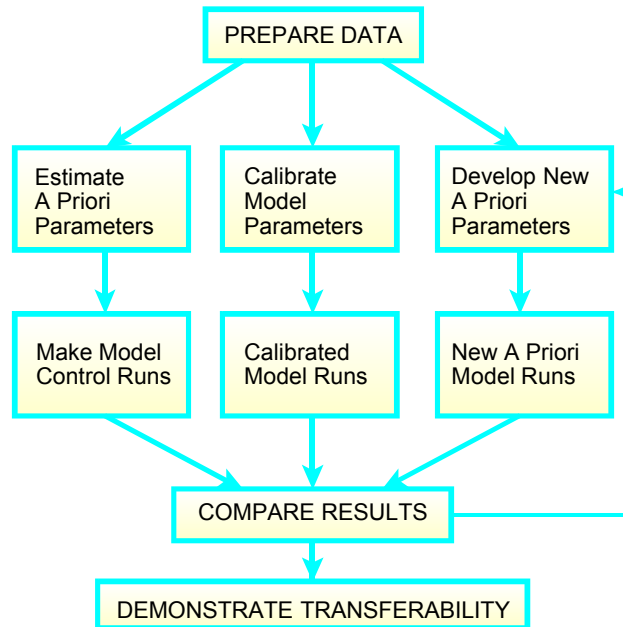 PREPARE DATA
Estimate
A Priori
Parameters
Calibrate
Model
Parameters
Develop New
A Priori
Parameters
Make Model
Control Runs
Calibrated
Model Runs
New A Priori
Model Runs
COMPARE RESULTS
DEMONSTRATE TRANSFERABILITY